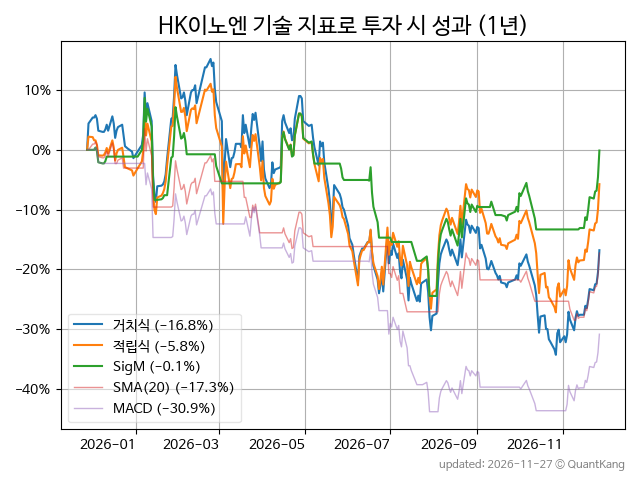 HK이노엔 기술 지표로 투자 시 성과 (1년)
10%
0%
−10%
−20%
−30%
−40%
거치식 (−16.8%)
적립식 (−5.8%)
SigM (−0.1%)
SMA(20) (−17.3%)
MACD (−30.9%)
2026-01
2026-03
2026-05
2026-07
2026-09
2026-11
updated: 2026-11-27 ⓒ QuantKang